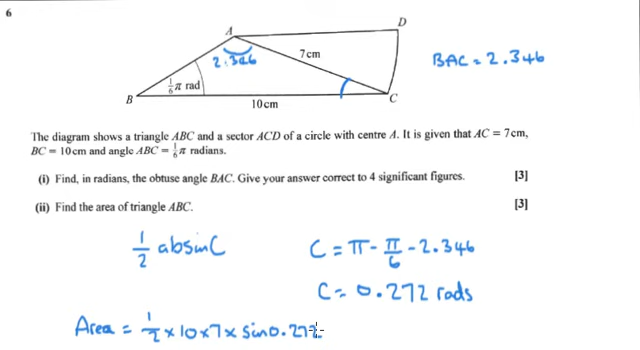 6
A
D
2.346
7cm
BAC = 2.346
1/6 π rad
B
10cm
C
The diagram shows a triangle ABC and a sector ACD of a circle with centre A. It is given that AC = 7 cm,
BC = 10 cm and angle ABC = 1/6 π radians.
(i) Find, in radians, the obtuse angle BAC. Give your answer correct to 4 significant figures. [3]
(ii) Find the area of triangle ABC. [3]
1/2 absinC
C = π - π/6 - 2.346
C = 0.272 rads
Area = 1/2 × 10 × 7 × sin 0.272